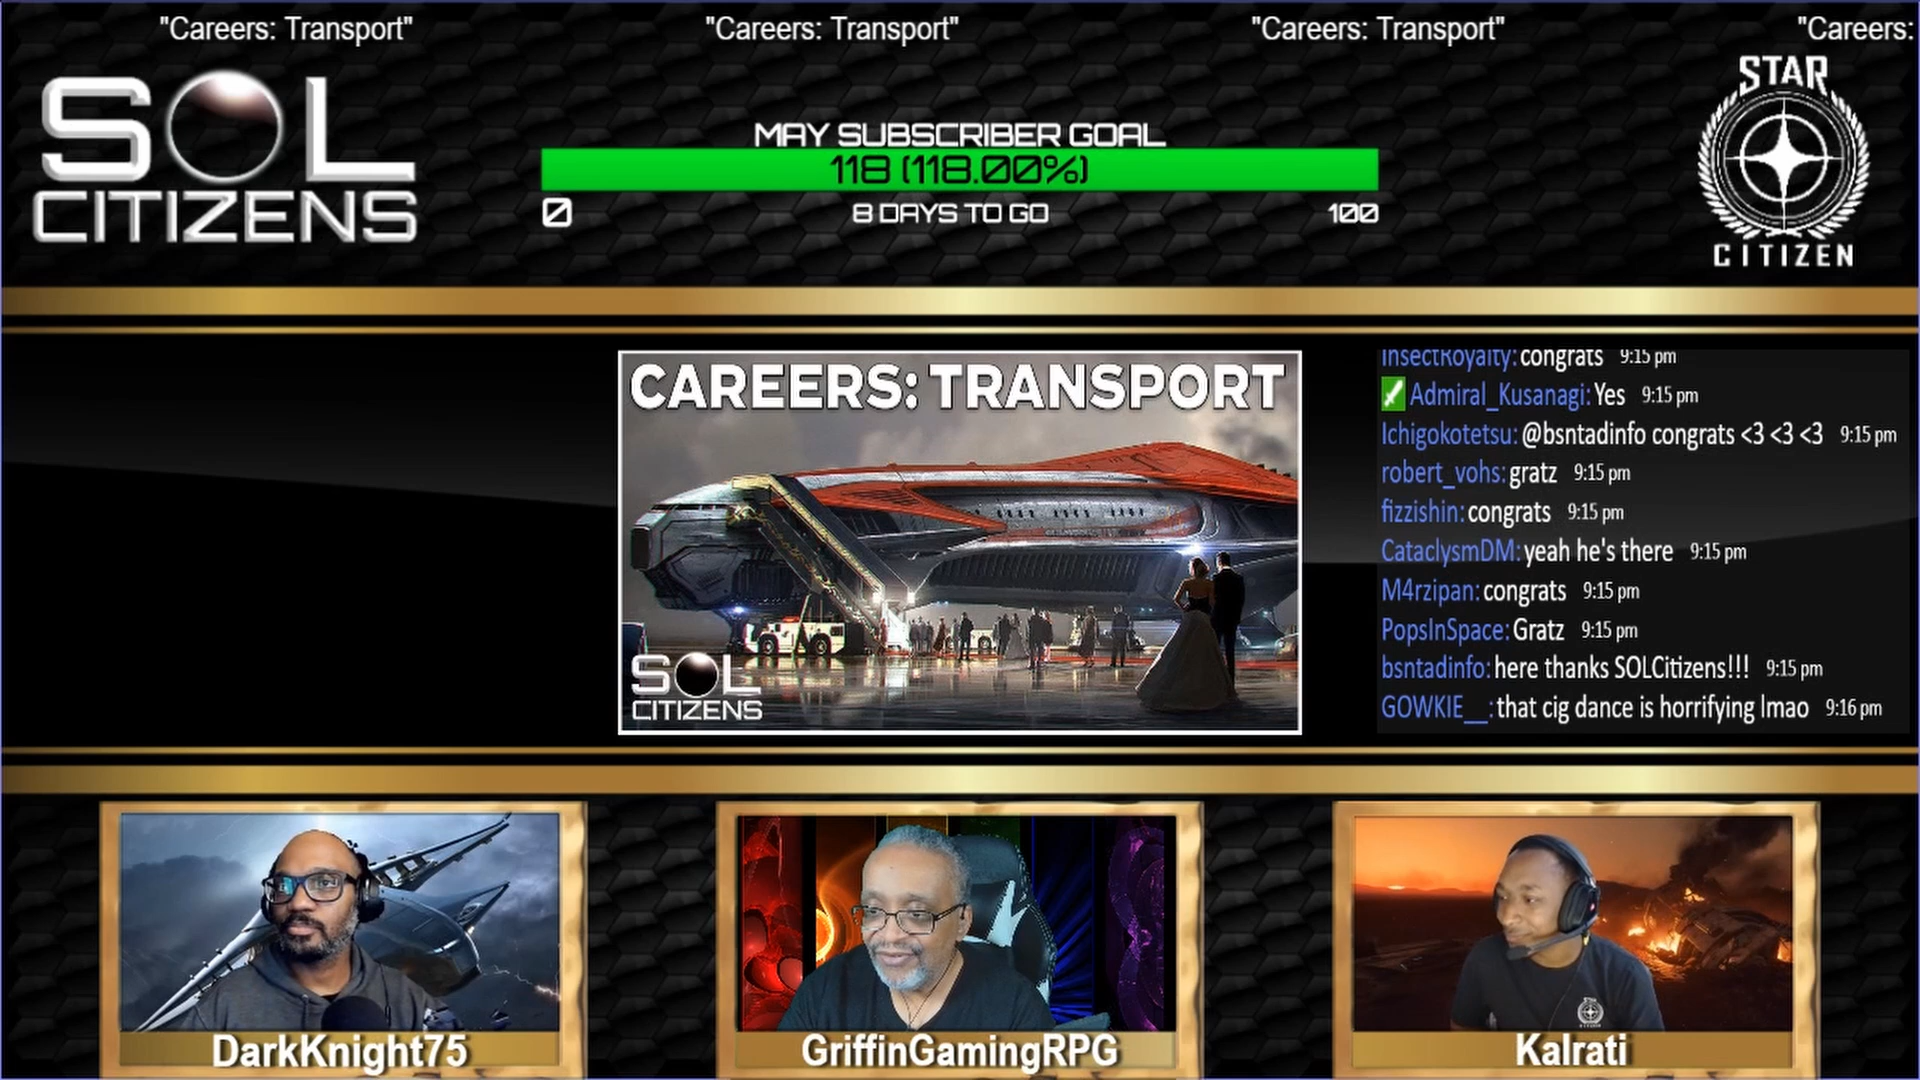 "Careers: Transport"
"Careers: Transport"
"Careers: Transport"
"Careers:
SOL
CITIZENS
MAY SUBSCRIBER GOAL
118 (118.00%)
0
8 DAYS TO GO
100
STAR
CITIZEN
CAREERS: TRANSPORT
SOL
CITIZENS
InsectRoyalty: congrats 9:15 pm
Admiral_Kusanagi: Yes 9:15 pm
Ichigokotetsu: @bsntadinfo congrats <3 <3 <3 9:15 pm
robert_vohs: gratz 9:15 pm
fizzishin: congrats 9:15 pm
CataclysmDM: yeah he's there 9:15 pm
M4rzipan: congrats 9:15 pm
PopsInSpace: Gratz 9:15 pm
bsntadinfo: here thanks SOLCitizens!!! 9:15 pm
GOWKIE__: that cig dance is horrifying lmao 9:16 pm
DarkKnight75
GriffinGamingRPG
Kalrati